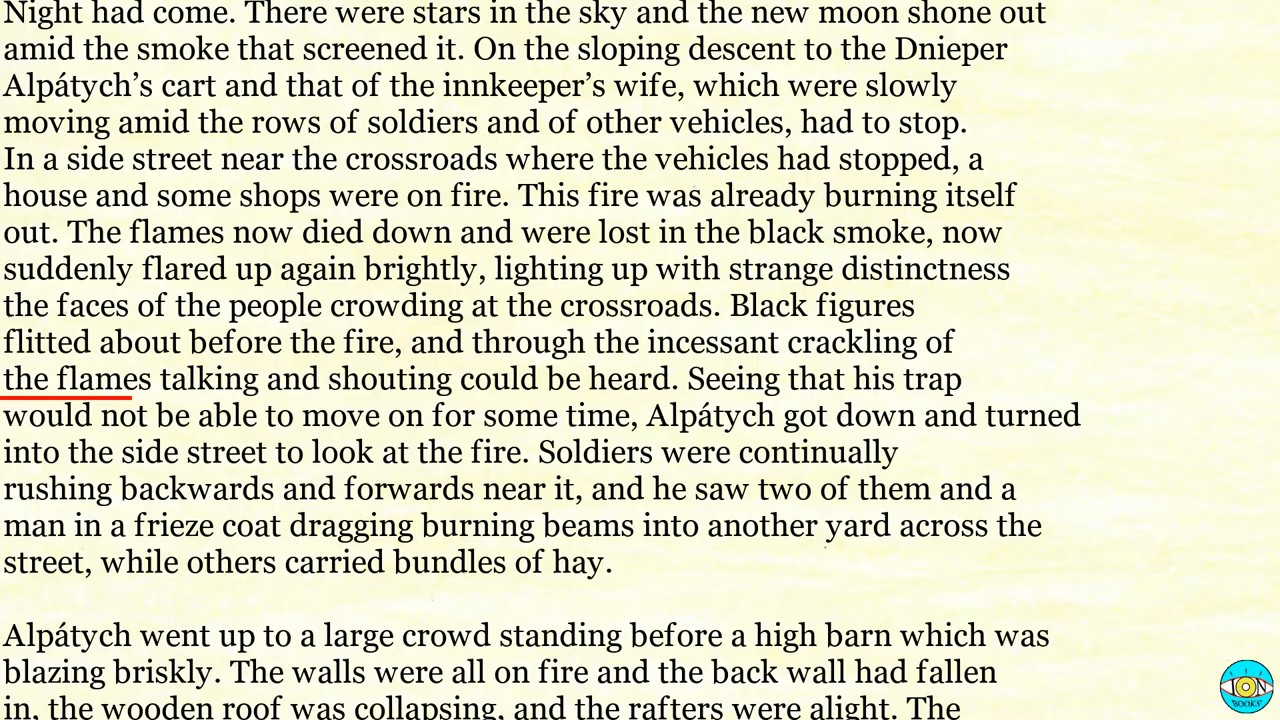 Night had come. There were stars in the sky and the new moon shone out
amid the smoke that screened it. On the sloping descent to the Dnieper
Alpátych’s cart and that of the innkeeper’s wife, which were slowly
moving amid the rows of soldiers and of other vehicles, had to stop.
In a side street near the crossroads where the vehicles had stopped, a
house and some shops were on fire. This fire was already burning itself
out. The flames now died down and were lost in the black smoke, now
suddenly flared up again brightly, lighting up with strange distinctness
the faces of the people crowding at the crossroads. Black figures
flitted about before the fire, and through the incessant crackling of
the flames talking and shouting could be heard. Seeing that his trap
would not be able to move on for some time, Alpátych got down and turned
into the side street to look at the fire. Soldiers were continually
rushing backwards and forwards near it, and he saw two of them and a
man in a frieze coat dragging burning beams into another yard across the
street, while others carried bundles of hay.
Alpátych went up to a large crowd standing before a high barn which was
blazing briskly. The walls were all on fire and the back wall had fallen
in, the wooden roof was collapsing, and the rafters were alight. The
ION
BOOKS